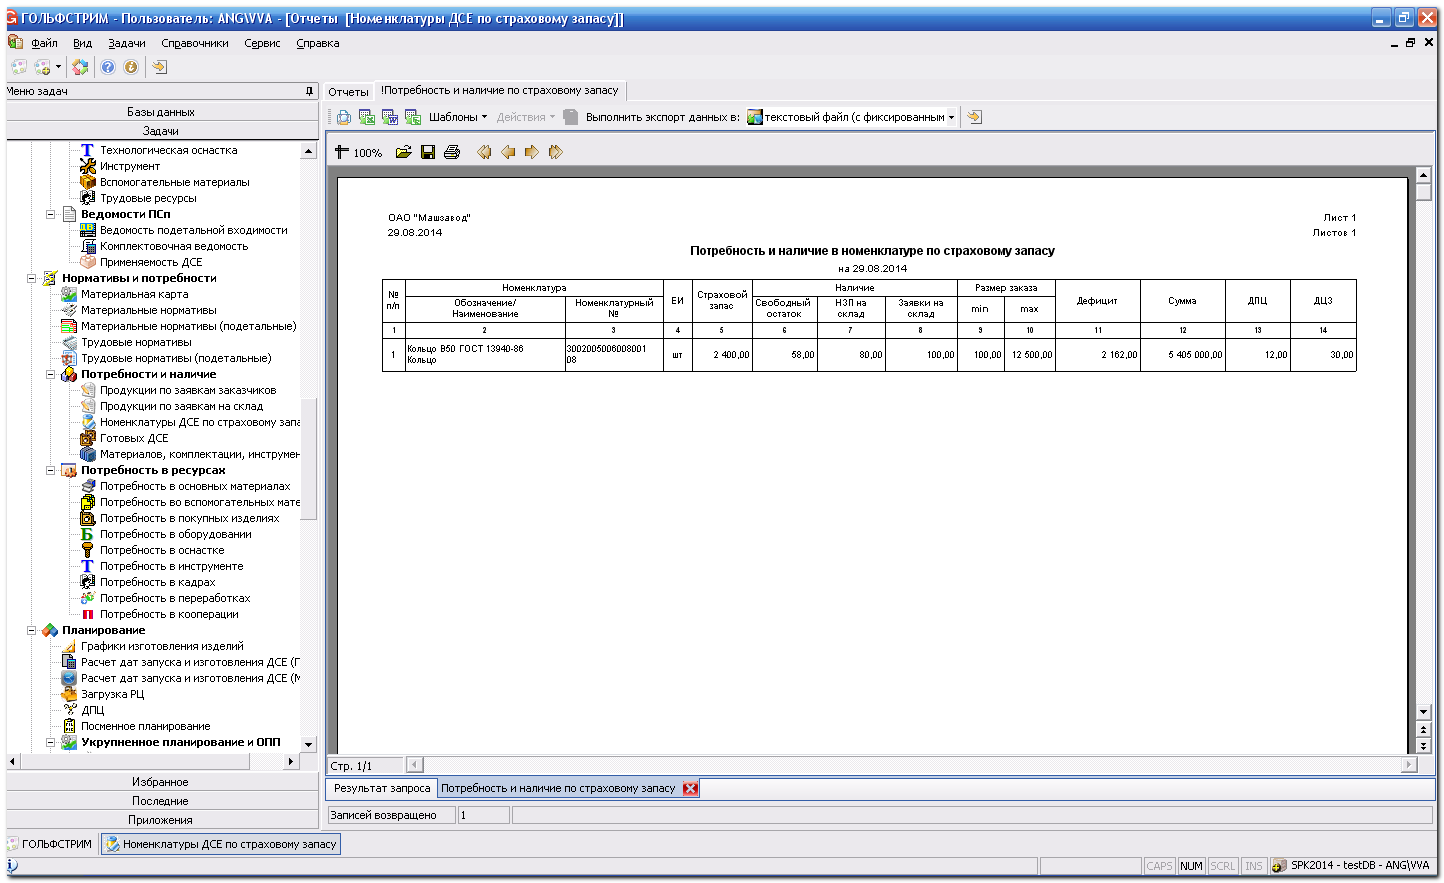 ГОЛЬФСТРИМ - Пользователь: ANG\VVA - [Отчеты  [Номенклатуры ДСЕ по страховому запасу]]
Файл Вид Задачи Справочники Сервис Справка
Меню задач
Базы данных
Задачи
Технологическая оснастка
Инструмент
Вспомогательные материалы
Трудовые ресурсы
Ведомости ПСп
Ведомость подетальной входимости
Комплектовочная ведомость
Применяемость ДСЕ
Нормативы и потребности
Материальная карта
Материальные нормативы
Материальные нормативы (подетальные)
Трудовые нормативы
Трудовые нормативы (подетальные)
Потребности и наличие
Продукции по заявкам заказчиков
Продукции по заявкам на склад
Номенклатуры ДСЕ по страховому запа
Готовых ДСЕ
Материалов, комплектации, инструмен
Потребность в ресурсах
Потребность в основных материалах
Потребность во вспомогательных мате
Потребность в покупных изделиях
Потребность в оборудовании
Потребность в оснастке
Потребность в инструменте
Потребность в кадрах
Потребность в переработках
Потребность в кооперации
Планирование
Графики изготовления изделий
Расчет дат запуска и изготовления ДСЕ (Г
Расчет дат запуска и изготовления ДСЕ (М
Загрузка РЦ
ДПЦ
Посменное планирование
Укрупненное планирование и ОПП
Избранное
Последние
Приложения
Отчеты !Потребность и наличие по страховому запасу
Шаблоны Действия Выполнить экспорт данных в: текстовый файл (с фиксированным
100%
ОАО "Машзавод" Лист 1
29.08.2014 Листов 1
Потребность и наличие в номенклатуре по страховому запасу
на 29.08.2014
№ п/п Номенклатура ЕИ Страховой запас Наличие Размер заказа Дефицит Сумма ДПЦ ДЦЗ
Обозначение/ Наименование Номенклатурный № Свободный остаток НЗП на склад Заявки на склад min max
1 2 3 4 5 6 7 8 9 10 11 12 13 14
1 Кольцо В50 ГОСТ 13940-86 3002005006008001 шт 2 400,00 58,00 80,00 100,00 100,00 12 500,00 2 162,00 5 405 000,00 12,00 30,00
Кольцо 08
Стр. 1/1
Результат запроса Потребность и наличие по страховому запасу
Записей возвращено 1
ГОЛЬФСТРИМ Номенклатуры ДСЕ по страховому запасу
CAPS NUM SCRL INS SPK2014 - testDB - ANG\VVA